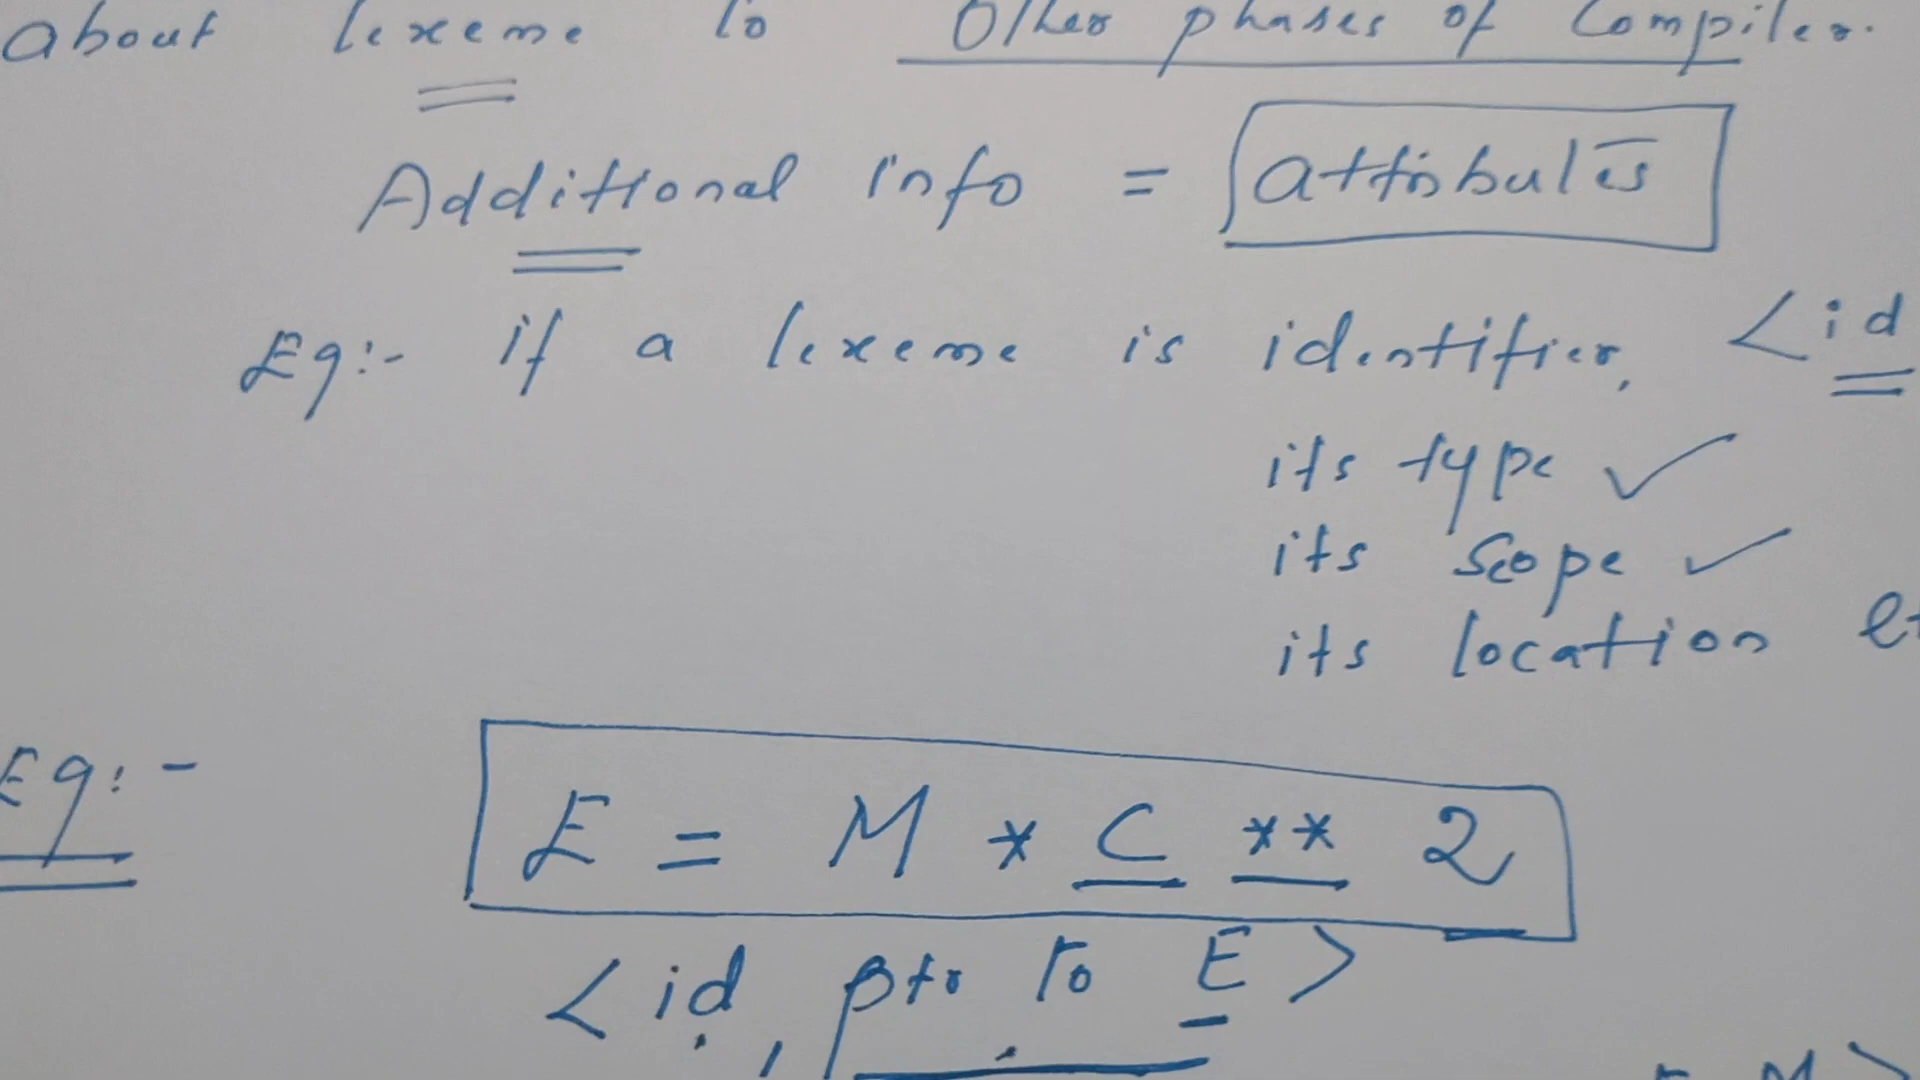 about lexeme to Other phases of Compiler.
Additional info = attributes
Eg:- if a lexeme is identifier, <id
its type ✓
its scope ✓
its location et
Eg:- E = M * C ** 2
<id, ptr to E>
M>